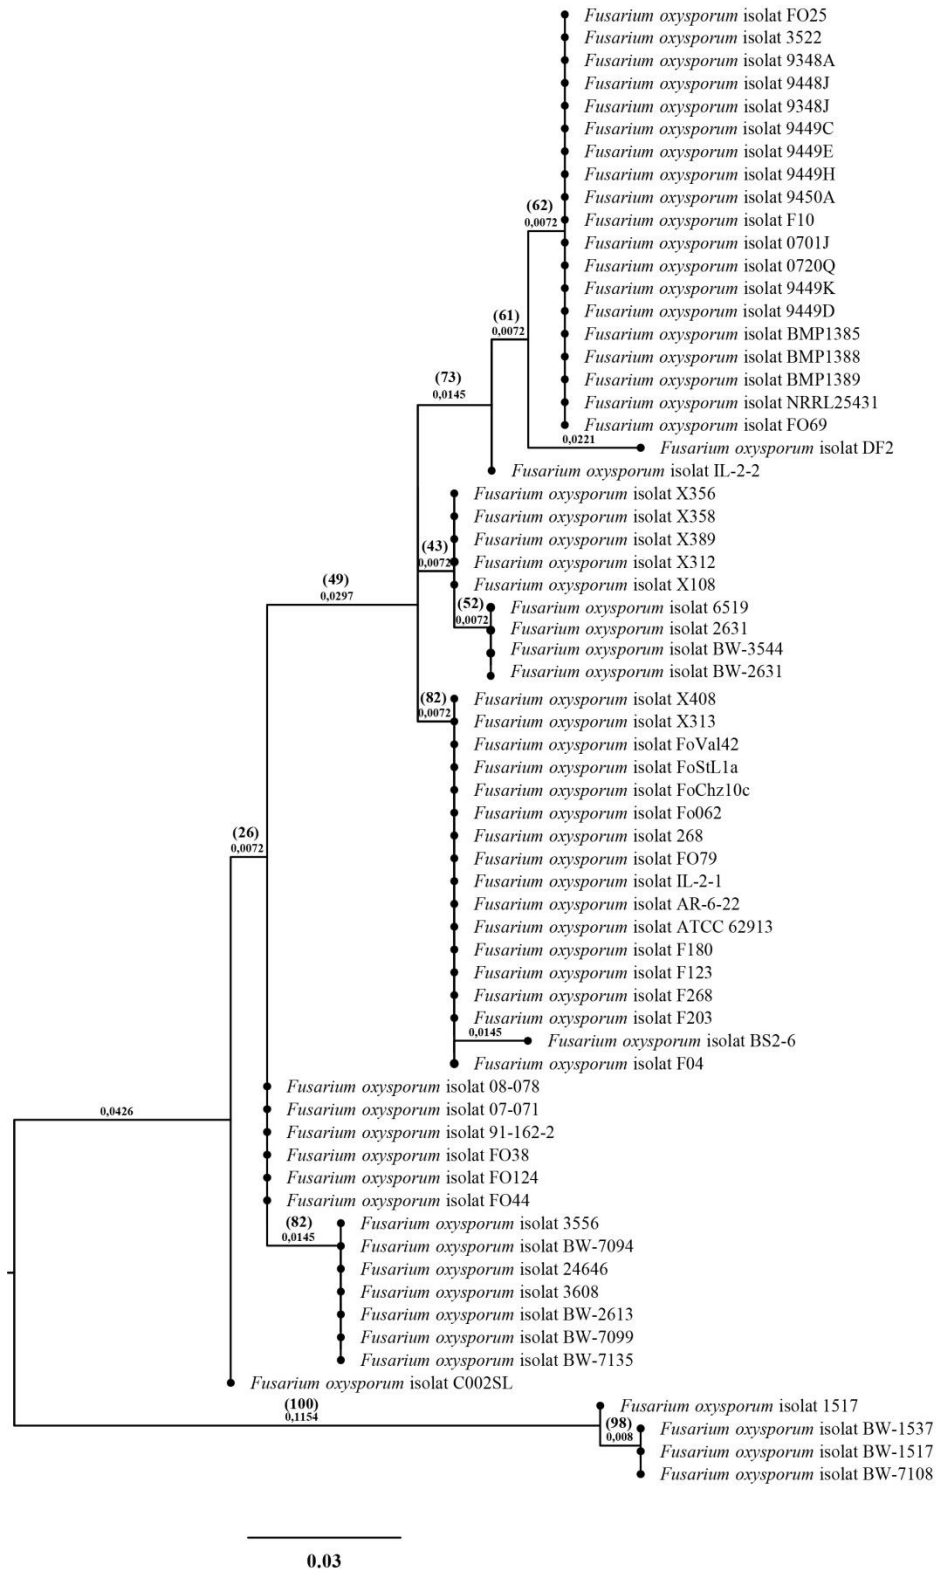 Fusarium oxysporum isolat FO25
Fusarium oxysporum isolat 3522
Fusarium oxysporum isolat 9348A
Fusarium oxysporum isolat 9448J
Fusarium oxysporum isolat 9348J
Fusarium oxysporum isolat 9449C
Fusarium oxysporum isolat 9449E
Fusarium oxysporum isolat 9449H
Fusarium oxysporum isolat 9450A
(62)
0,0072
Fusarium oxysporum isolat F10
Fusarium oxysporum isolat 0701J
Fusarium oxysporum isolat 0720Q
Fusarium oxysporum isolat 9449K
Fusarium oxysporum isolat 9449D
(61)
0,0072
Fusarium oxysporum isolat BMP1385
Fusarium oxysporum isolat BMP1388
Fusarium oxysporum isolat BMP1389
(73)
0,0145
Fusarium oxysporum isolat NRRL25431
Fusarium oxysporum isolat FO69
0,0221
Fusarium oxysporum isolat DF2
Fusarium oxysporum isolat IL-2-2
Fusarium oxysporum isolat X356
Fusarium oxysporum isolat X358
Fusarium oxysporum isolat X389
(43)
0,0072
Fusarium oxysporum isolat X312
Fusarium oxysporum isolat X108
(49)
0,0297
(52)
0,0072
Fusarium oxysporum isolat 6519
Fusarium oxysporum isolat 2631
Fusarium oxysporum isolat BW-3544
Fusarium oxysporum isolat BW-2631
(82)
0,0072
Fusarium oxysporum isolat X408
Fusarium oxysporum isolat X313
Fusarium oxysporum isolat FoVal42
Fusarium oxysporum isolat FoStL1a
Fusarium oxysporum isolat FoChz10c
Fusarium oxysporum isolat Fo062
Fusarium oxysporum isolat 268
(26)
0,0072
Fusarium oxysporum isolat FO79
Fusarium oxysporum isolat IL-2-1
Fusarium oxysporum isolat AR-6-22
Fusarium oxysporum isolat ATCC 62913
Fusarium oxysporum isolat F180
Fusarium oxysporum isolat F123
Fusarium oxysporum isolat F268
Fusarium oxysporum isolat F203
0,0145
Fusarium oxysporum isolat BS2-6
Fusarium oxysporum isolat F04
Fusarium oxysporum isolat 08-078
0,0426
Fusarium oxysporum isolat 07-071
Fusarium oxysporum isolat 91-162-2
Fusarium oxysporum isolat FO38
Fusarium oxysporum isolat FO124
Fusarium oxysporum isolat FO44
(82)
0,0145
Fusarium oxysporum isolat 3556
Fusarium oxysporum isolat BW-7094
Fusarium oxysporum isolat 24646
Fusarium oxysporum isolat 3608
Fusarium oxysporum isolat BW-2613
Fusarium oxysporum isolat BW-7099
Fusarium oxysporum isolat BW-7135
Fusarium oxysporum isolat C002SL
(100)
0,1154
Fusarium oxysporum isolat 1517
(98)
0,008
Fusarium oxysporum isolat BW-1537
Fusarium oxysporum isolat BW-1517
Fusarium oxysporum isolat BW-7108
0.03